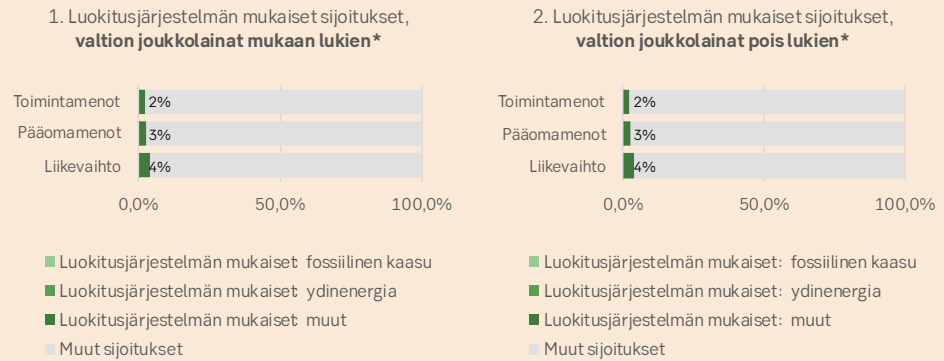 1. Luokitusjärjestelmän mukaiset sijoitukset,
valtion joukkolainat mukaan lukien*
Toimintamenot 2%
Pääomamenot 3%
Liikevaihto 4%
0,0% 50,0% 100,0%
Luokitusjärjestelmän mukaiset: fossiilinen kaasu
Luokitusjärjestelmän mukaiset: ydinenergia
Luokitusjärjestelmän mukaiset: muut
Muut sijoitukset
2. Luokitusjärjestelmän mukaiset sijoitukset,
valtion joukkolainat pois lukien*
Toimintamenot 2%
Pääomamenot 3%
Liikevaihto 4%
0,0% 50,0% 100,0%
Luokitusjärjestelmän mukaiset: fossiilinen kaasu
Luokitusjärjestelmän mukaiset: ydinenergia
Luokitusjärjestelmän mukaiset: muut
Muut sijoitukset